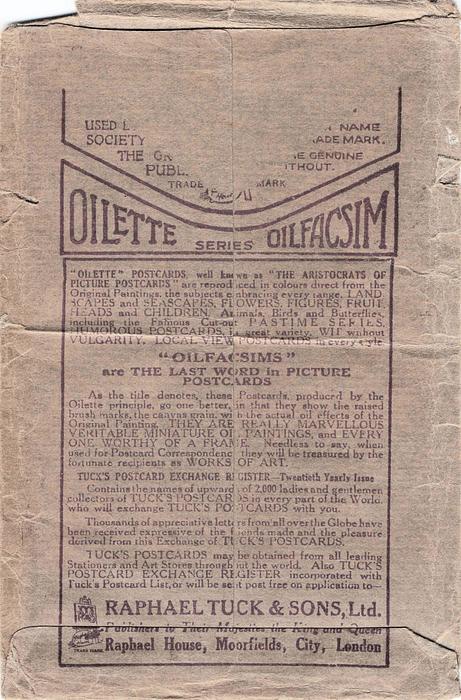 USED
NAME
SOCIETY
ADE MARK.
THE GR
E GENUINE
PUBL.
THOUT.
TRADE MARK
OILETTE SERIES OILFACSIM
"OILETTE" POSTCARDS, well known as "THE ARISTOCRATS OF
PICTURE POSTCARDS" are reproduced in colours direct from the
Original Paintings, the subjects embracing every range, LAND
SCAPES and SEASCAPES, FLOWERS, FIGURES, FRUIT
HEADS and CHILDREN, Animals, Birds and Butterflies,
including the Famous Cut-out PASTIME SERIES,
HUMOROUS POSTCARDS, in great variety, WIT without
VULGARITY, LOCAL VIEW POSTCARDS in every style
"OILFACSIMS"
are THE LAST WORD in PICTURE
POSTCARDS
As the title denotes, these Postcards, produced by the
Oilette principle, go one better, in that they show the raised
brush marks, the canvas grain, with the actual oil effects of the
Original Painting. THEY ARE REALLY MARVELLOUS
VERITABLE MINIATURE OIL PAINTINGS, and EVERY
ONE WORTHY OF A FRAME. Needless to say, when
used for Postcard Correspondence they will be treasured by the
fortunate recipients as WORKS OF ART.
TUCK'S POSTCARD EXCHANGE REGISTER—Twentieth Yearly Issue
Contains the names of upward of 2,000 ladies and gentlemen
collectors of TUCK'S POSTCARDS in every part of the World.
who will exchange TUCK'S POSTCARDS with you.
Thousands of appreciative letters from all over the Globe have
been received expressive of the friends made and the pleasure
derived from this Exchange of TUCK'S POSTCARDS.
TUCK'S POSTCARDS may be obtained from all leading
Stationers and Art Stores throughout the world. Also TUCK'S
POSTCARD EXCHANGE REGISTER incorporated with
Tuck's Postcard List, or will be sent post free on application to—
RAPHAEL TUCK & SONS, Ltd.
Publishers to Their Majesties the King and Queen
Raphael House, Moorfields, City, London
TRADE MARK